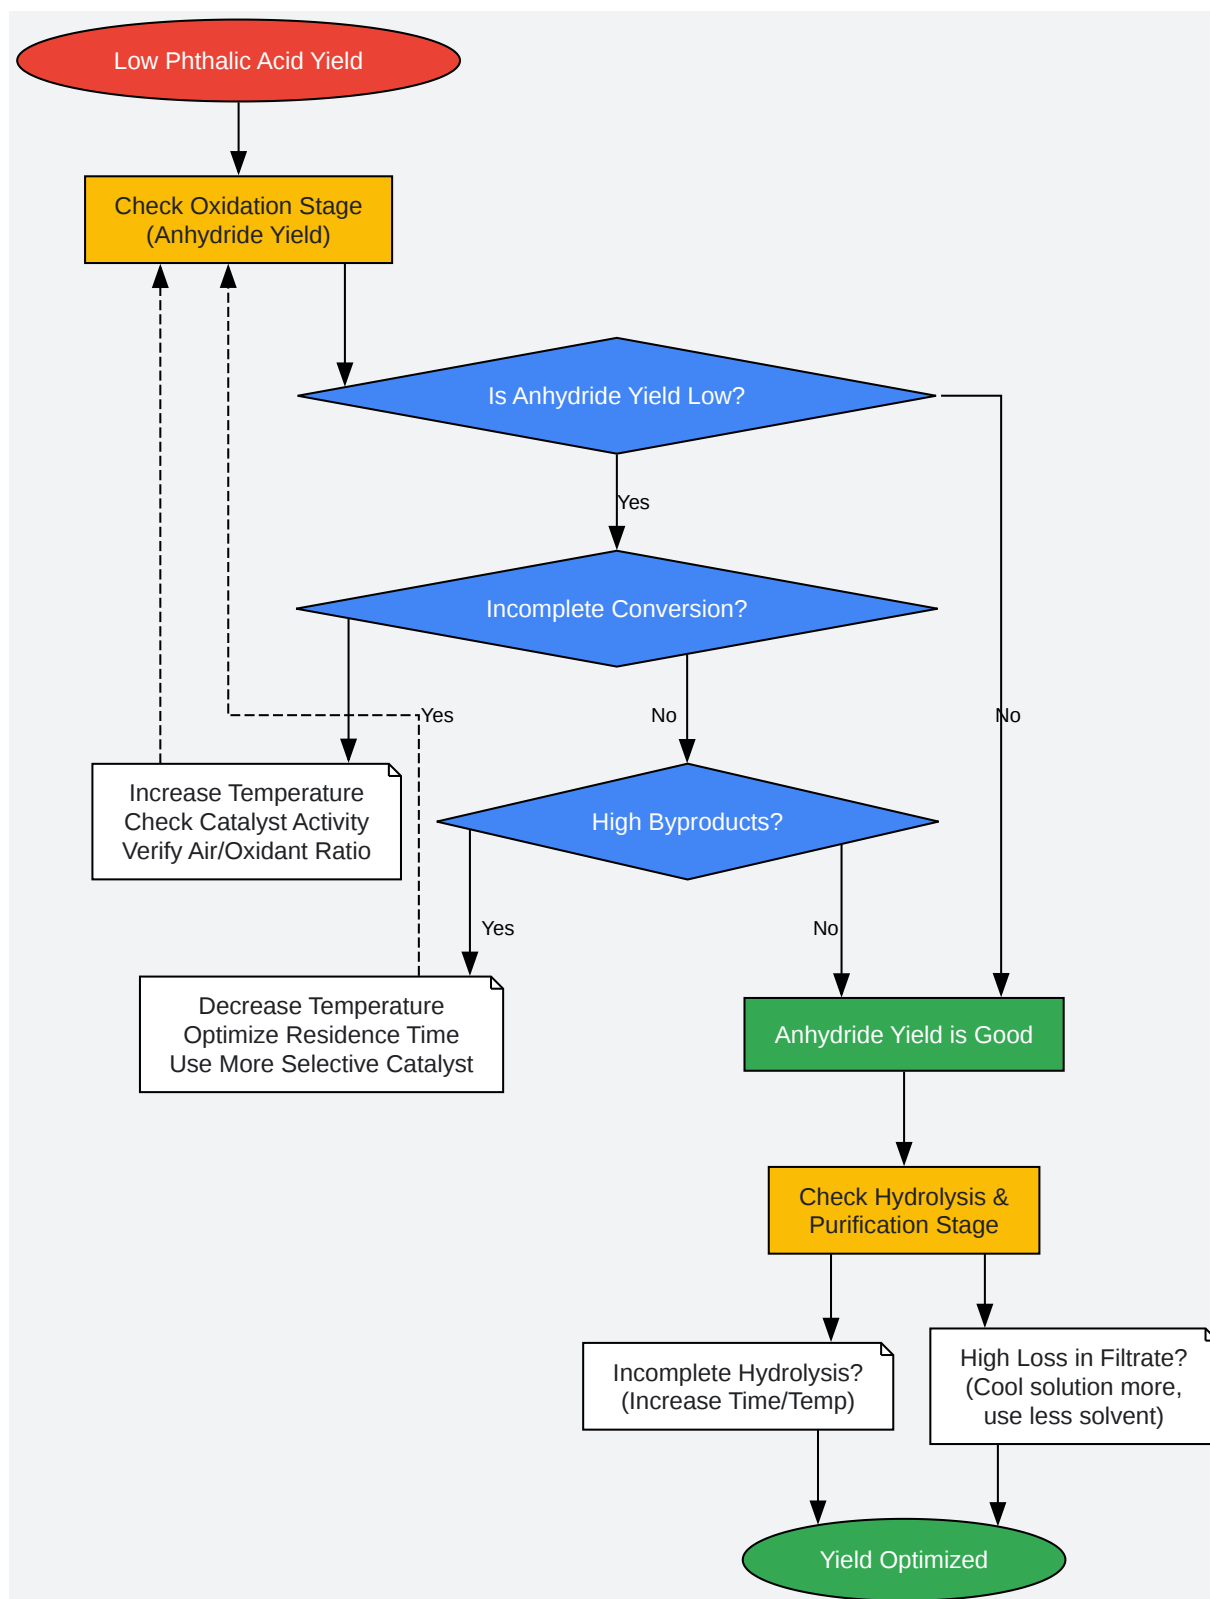 Low Phthalic Acid Yield
Check Oxidation Stage
(Anhydride Yield)
Is Anhydride Yield Low?
Yes
Incomplete Conversion?
Yes
No
No
Increase Temperature
Check Catalyst Activity
Verify Air/Oxidant Ratio
High Byproducts?
Yes
No
Decrease Temperature
Optimize Residence Time
Use More Selective Catalyst
Anhydride Yield is Good
Check Hydrolysis &
Purification Stage
Incomplete Hydrolysis?
(Increase Time/Temp)
High Loss in Filtrate?
(Cool solution more,
use less solvent)
Yield Optimized